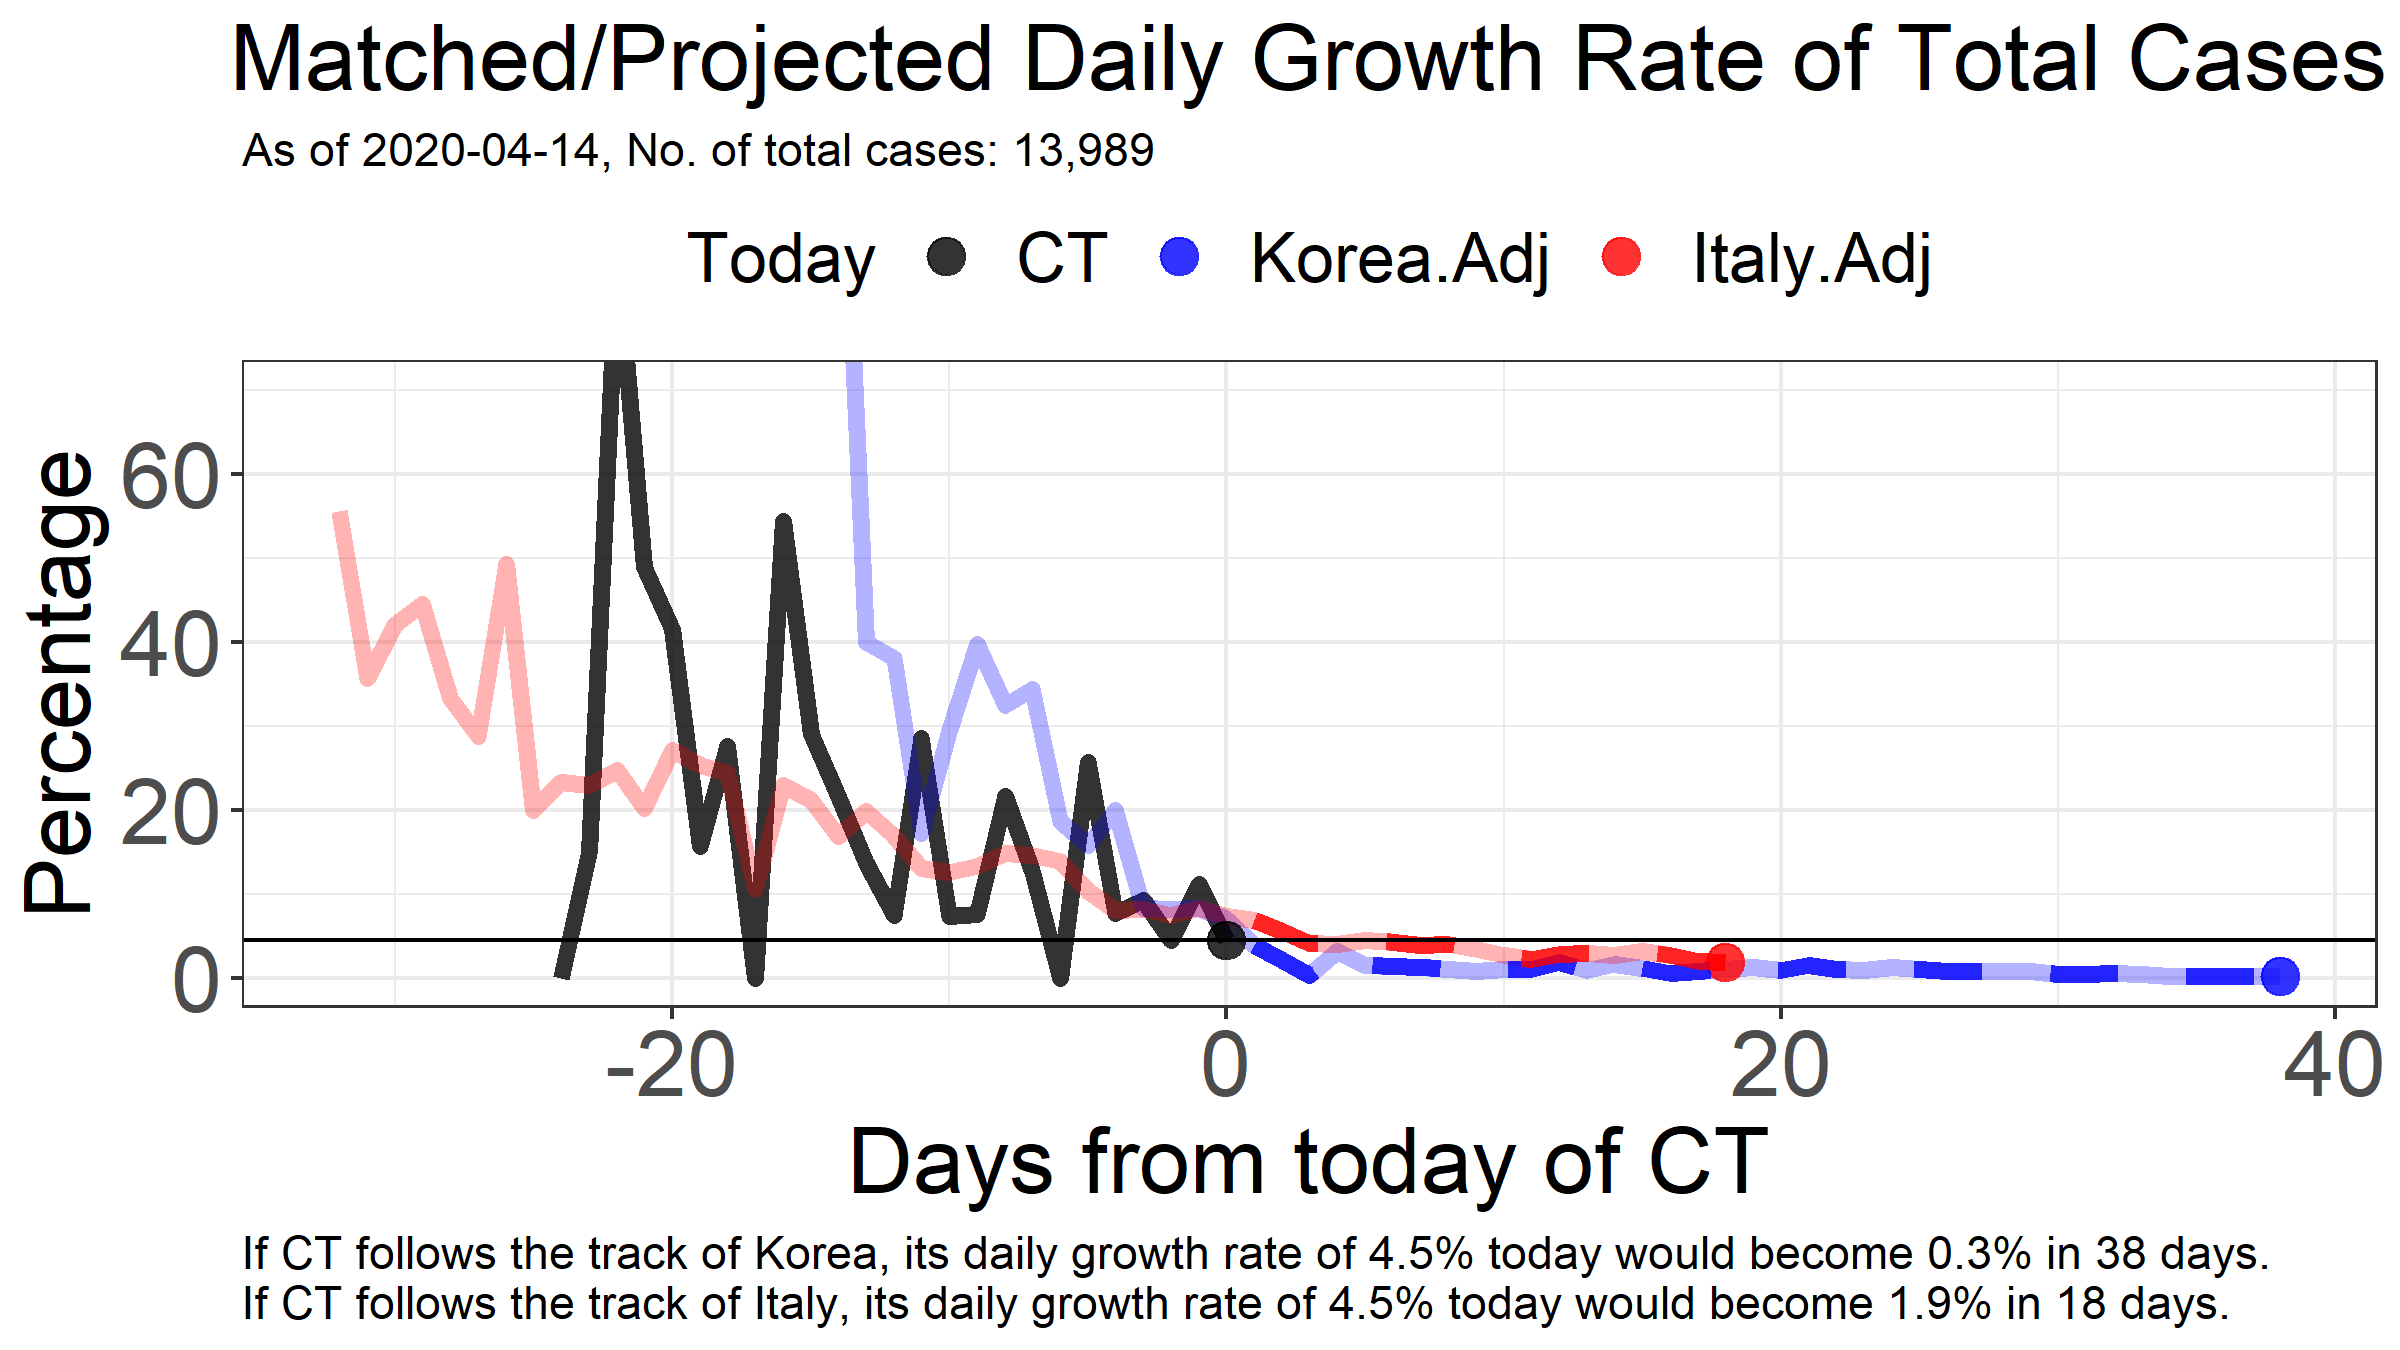 Matched/Projected Daily Growth Rate of Total Cases
As of 2020-04-14, No. of total cases: 13,989
Today CT Korea.Adj Italy.Adj
Percentage
60
40
20
0
-20 0 20 40
Days from today of CT
If CT follows the track of Korea, its daily growth rate of 4.5% today would become 0.3% in 38 days.
If CT follows the track of Italy, its daily growth rate of 4.5% today would become 1.9% in 18 days.